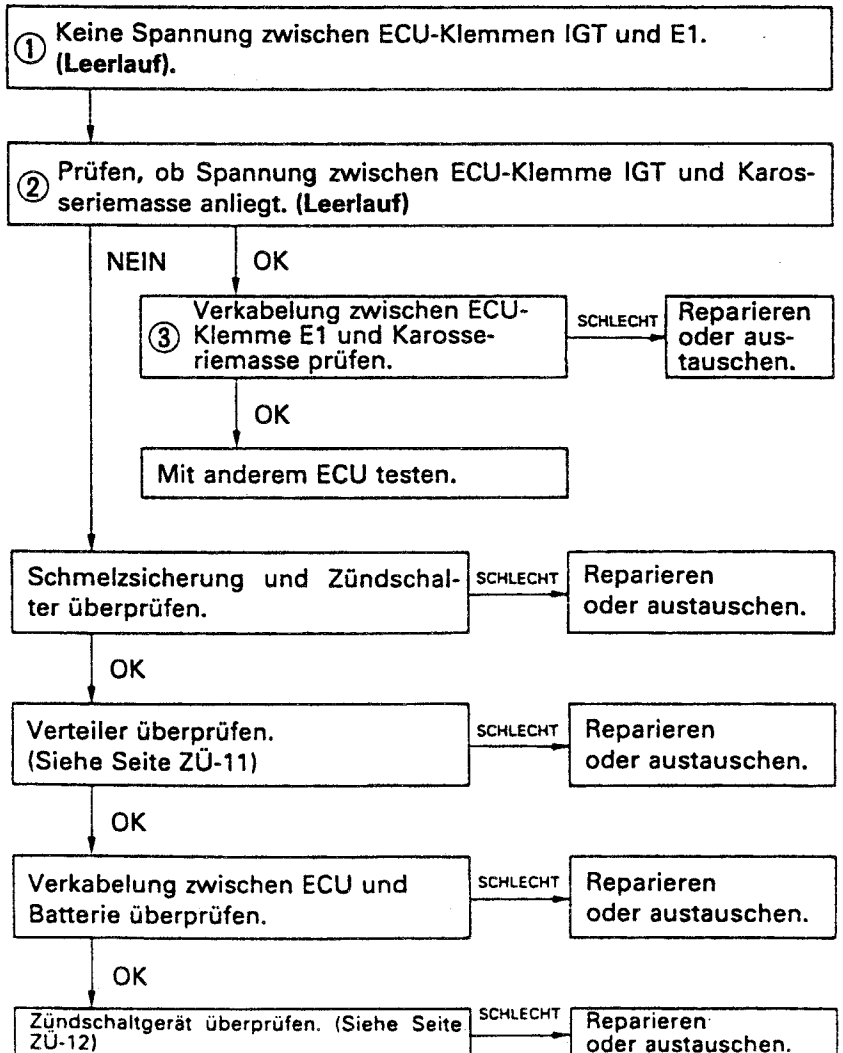 ① Keine Spannung zwischen ECU-Klemmen IGT und E1.
(Leerlauf).
② Prüfen, ob Spannung zwischen ECU-Klemme IGT und Karos-
seriemasse anliegt. (Leerlauf)
NEIN OK
③ Verkabelung zwischen ECU-
Klemme E1 und Karosse-
riemasse prüfen.
SCHLECHT
Reparieren
oder aus-
tauschen.
OK
Mit anderem ECU testen.
Schmelzsicherung und Zündschal-
ter überprüfen.
SCHLECHT
Reparieren
oder austauschen.
OK
Verteiler überprüfen.
(Siehe Seite ZÜ-11)
SCHLECHT
Reparieren
oder austauschen.
OK
Verkabelung zwischen ECU und
Batterie überprüfen.
SCHLECHT
Reparieren
oder austauschen.
OK
Zündschaltgerät überprüfen. (Siehe Seite
ZÜ-12)
SCHLECHT
Reparieren
oder austauschen.